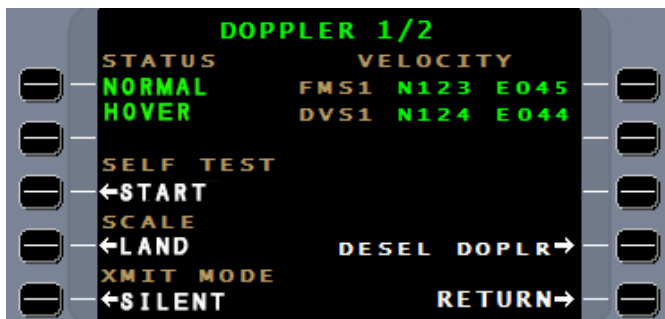 DOPPLER 1/2
STATUS VELOCITY
NORMAL FMS1 N123 E045
HOVER DVS1 N124 E044
SELF TEST
←START
SCALE
←LAND DESEL DOPLR→
XMIT MODE
←SILENT RETURN→